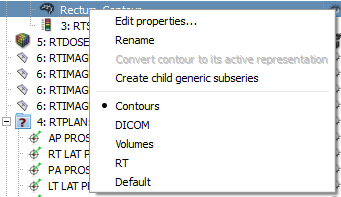 Rectum_Contour
3: RTS
5: RTDOSE
6: RTIMAG
6: RTIMAG
6: RTIMAG
6: RTIMAG
4: RTPLAN:
AP PROS
RT LAT P
PA PROS
LT LAT P
Edit properties...
Rename
Convert contour to its active representation
Create child generic subseries
Contours
DICOM
Volumes
RT
Default